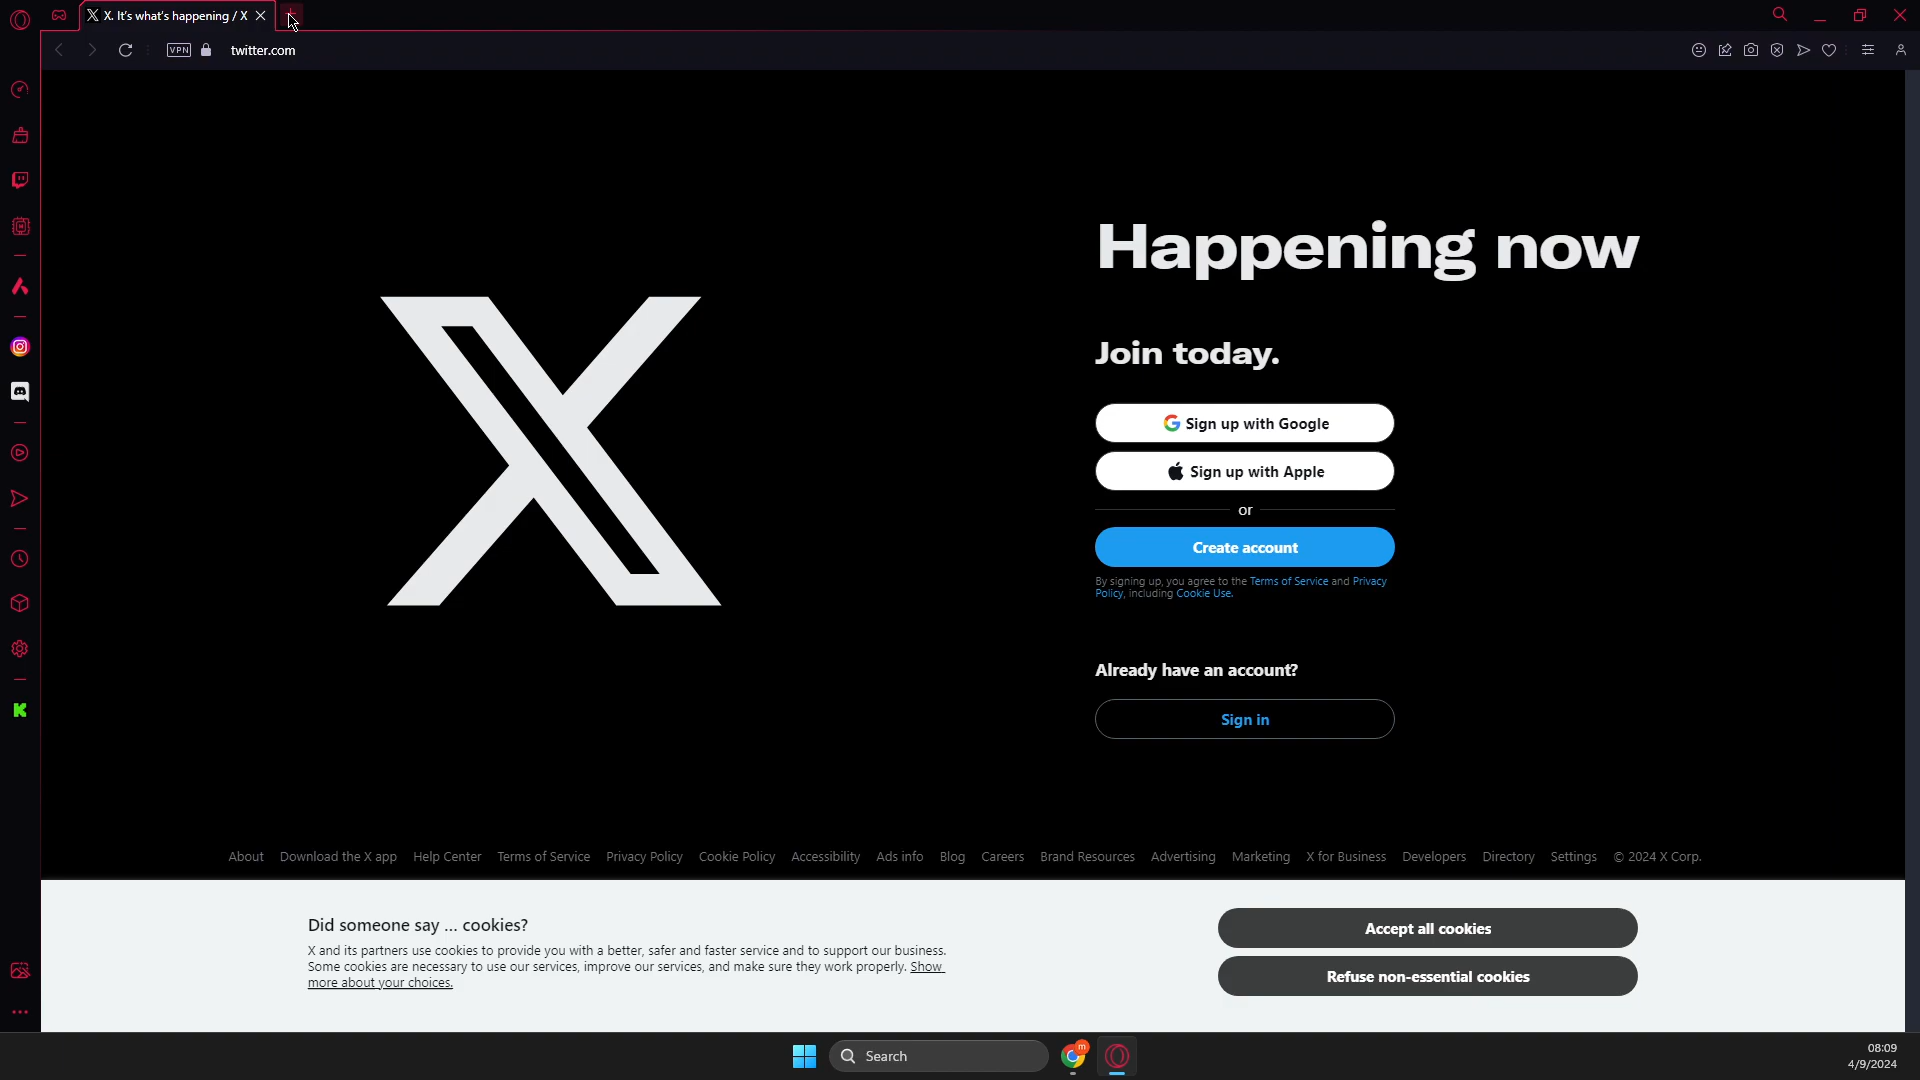 X. It's what's happening / X
VPN
twitter.com
Happening now
Join today.
Sign up with Google
Sign up with Apple
or
Create account
By signing up, you agree to the Terms of Service and Privacy
Policy, including Cookie Use.
Already have an account?
Sign in
About Download the X app Help Center Terms of Service Privacy Policy Cookie Policy Accessibility Ads info Blog Careers Brand Resources Advertising Marketing X for Business Developers Directory Settings © 2024 X Corp.
Did someone say … cookies?
X and its partners use cookies to provide you with a better, safer and faster service and to support our business.
Some cookies are necessary to use our services, improve our services, and make sure they work properly. Show
more about your choices.
Accept all cookies
Refuse non-essential cookies
Search
m
08:09
4/9/2024